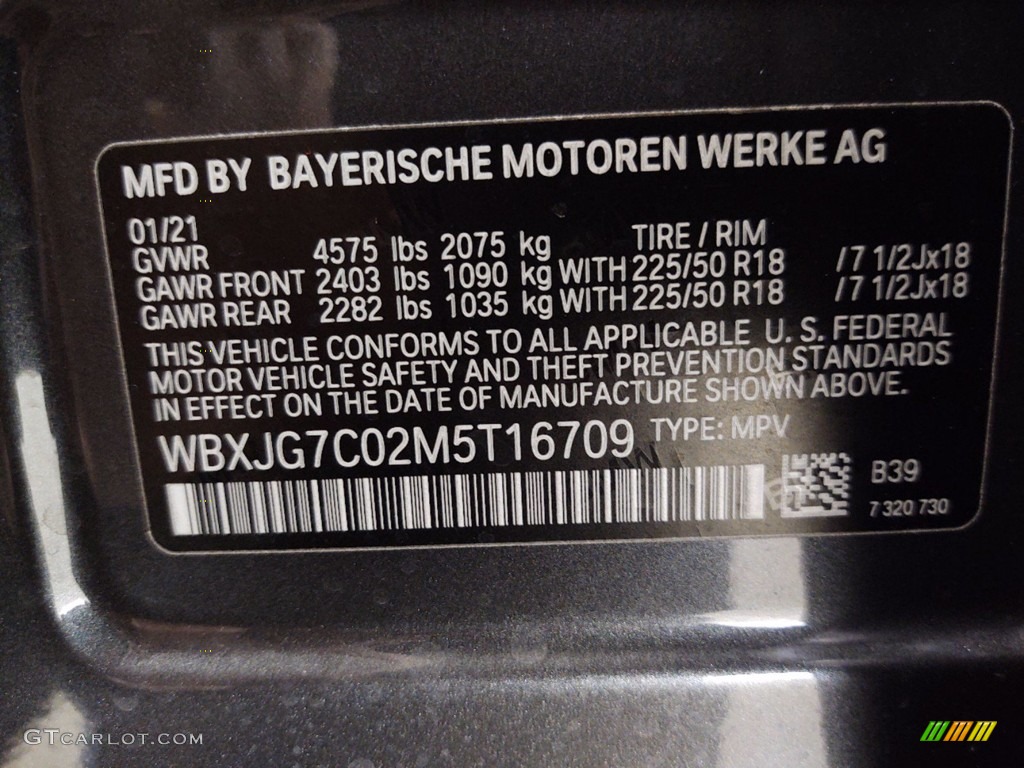 MFD BY BAYERISCHE MOTOREN WERKE AG
01/21 TIRE / RIM
GVWR 4575 lbs 2075 kg
GAWR FRONT 2403 lbs 1090 kg WITH 225/50 R18 /7 1/2Jx18
GAWR REAR 2282 lbs 1035 kg WITH 225/50 R18 /7 1/2Jx18
THIS VEHICLE CONFORMS TO ALL APPLICABLE U. S. FEDERAL
MOTOR VEHICLE SAFETY AND THEFT PREVENTION STANDARDS
IN EFFECT ON THE DATE OF MANUFACTURE SHOWN ABOVE.
WBXJG7C02M5T16709 TYPE: MPV
B39
7 320 730
GTCARLOT.COM